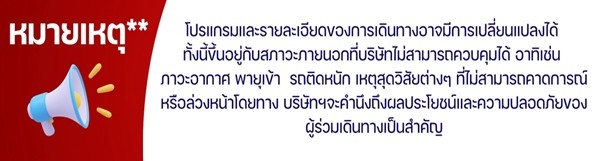 หมายเหตุ**
โปรแกรมและรายละเอียดของการเดินทางอาจมีการเปลี่ยนแปลงได้
ทั้งนี้ขึ้นอยู่กับสภาวะภายนอกที่บริษัทไม่สามารถควบคุมได้ อาทิเช่น
ภาวะอากาศ พายุเข้า รถติดหนัก เหตุสุดวิสัยต่างๆ ที่ไม่สามารถคาดการณ์
หรือล่วงหน้าโดยทาง บริษัทฯจะคำนึงถึงผลประโยชน์และความปลอดภัยของ
ผู้ร่วมเดินทางเป็นสำคัญ